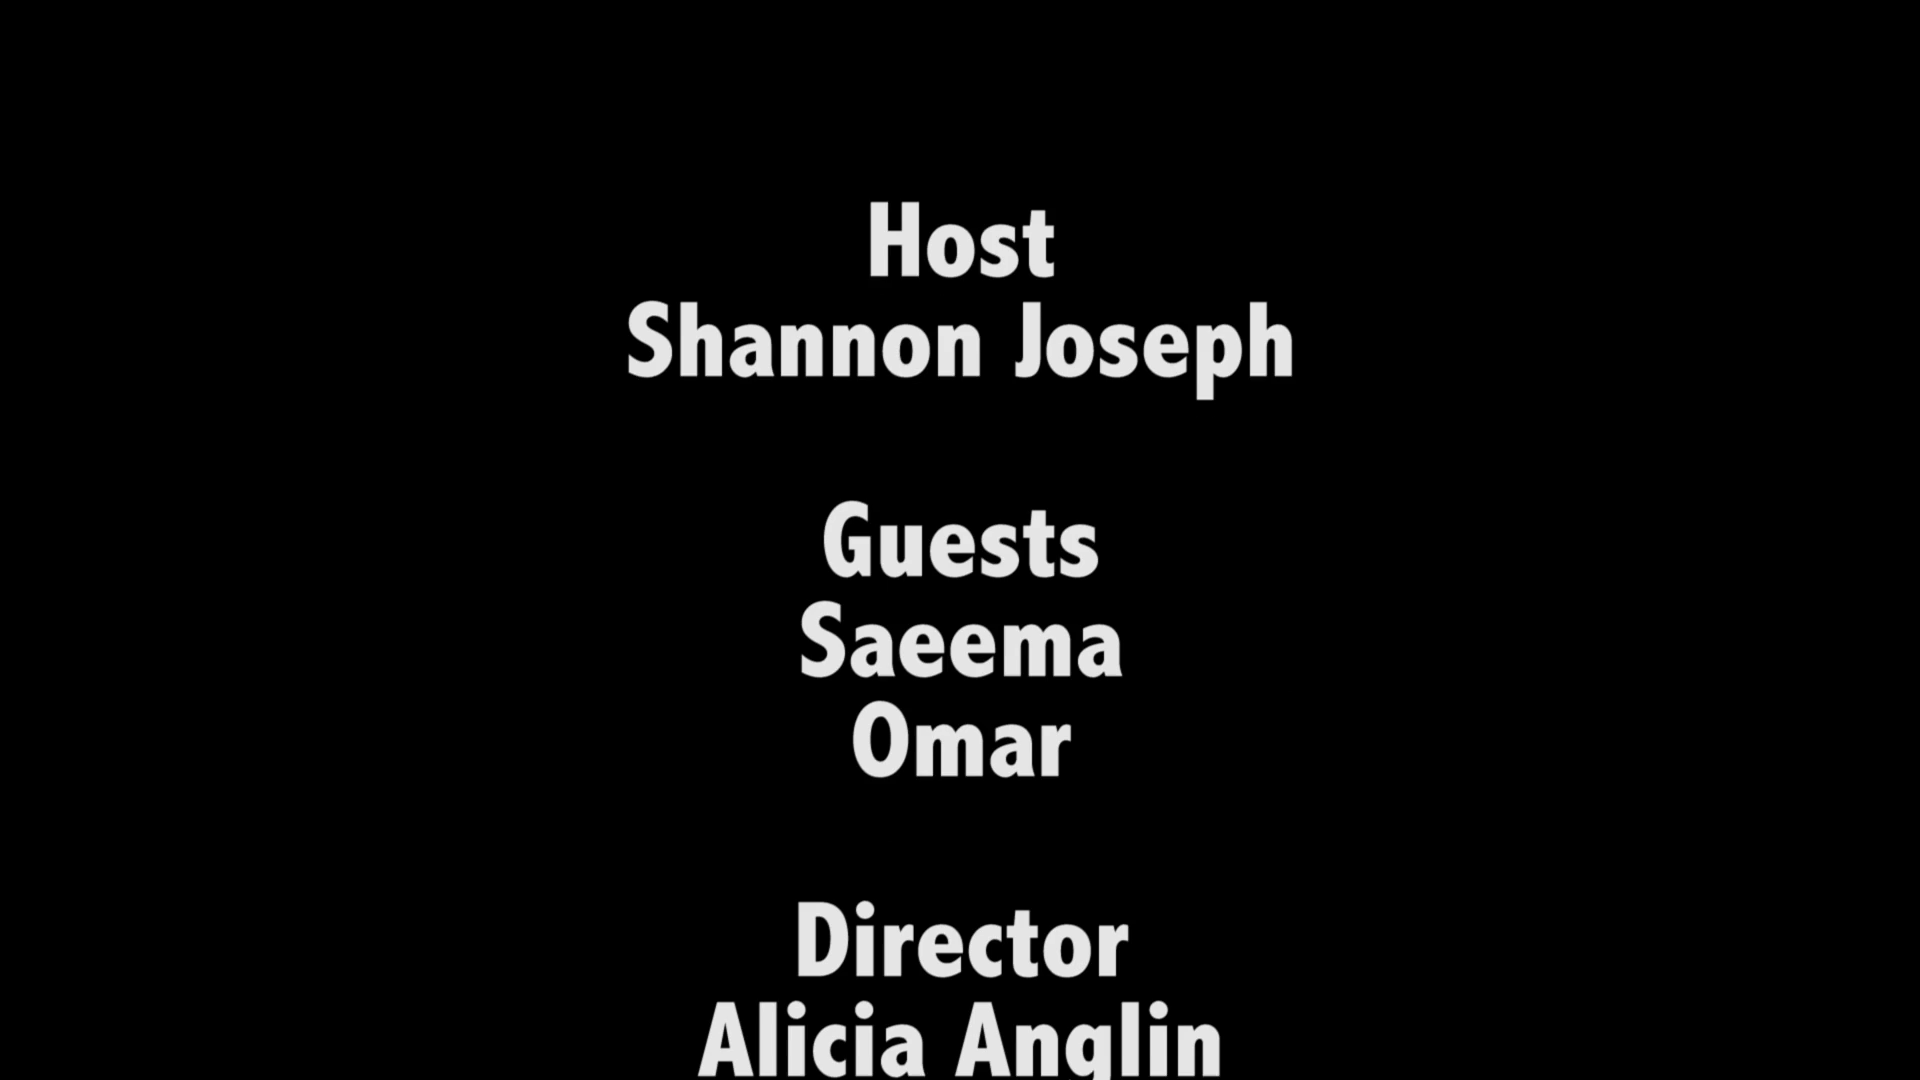 Host
Shannon Joseph
Guests
Saeema
Omar
Director
Alicia Anglin